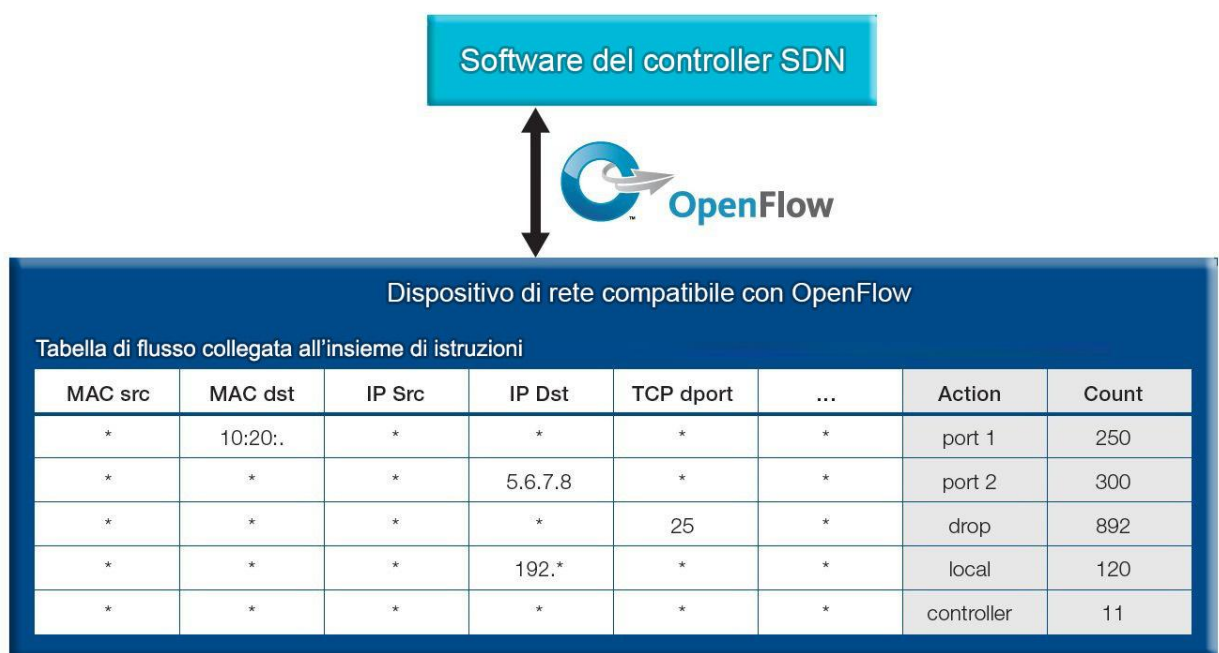 Software del controller SDN
OpenFlow
™
Dispositivo di rete compatibile con OpenFlow
Tabella di flusso collegata all'insieme di istruzioni
MAC src MAC dst IP Src IP Dst TCP dport ... Action Count
* 10:20:. * * * * port 1 250
* * * 5.6.7.8 * * port 2 300
* * * * 25 * drop 892
* * * 192.* * * local 120
* * * * * * controller 11